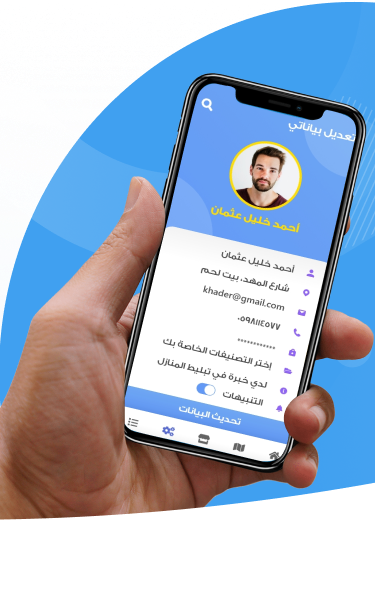 تعديل بياناتي
أحمد خليل عثمان
أحمد خليل عثمان
شارع المهد، بيت لحم
khader@gmail.com
٠٥٩٨١١٤٥٧٧
************
إختر التصنيفات الخاصة بك
لدي خبرة في تبليط المنازل
التنبيهات
تحديث البيانات